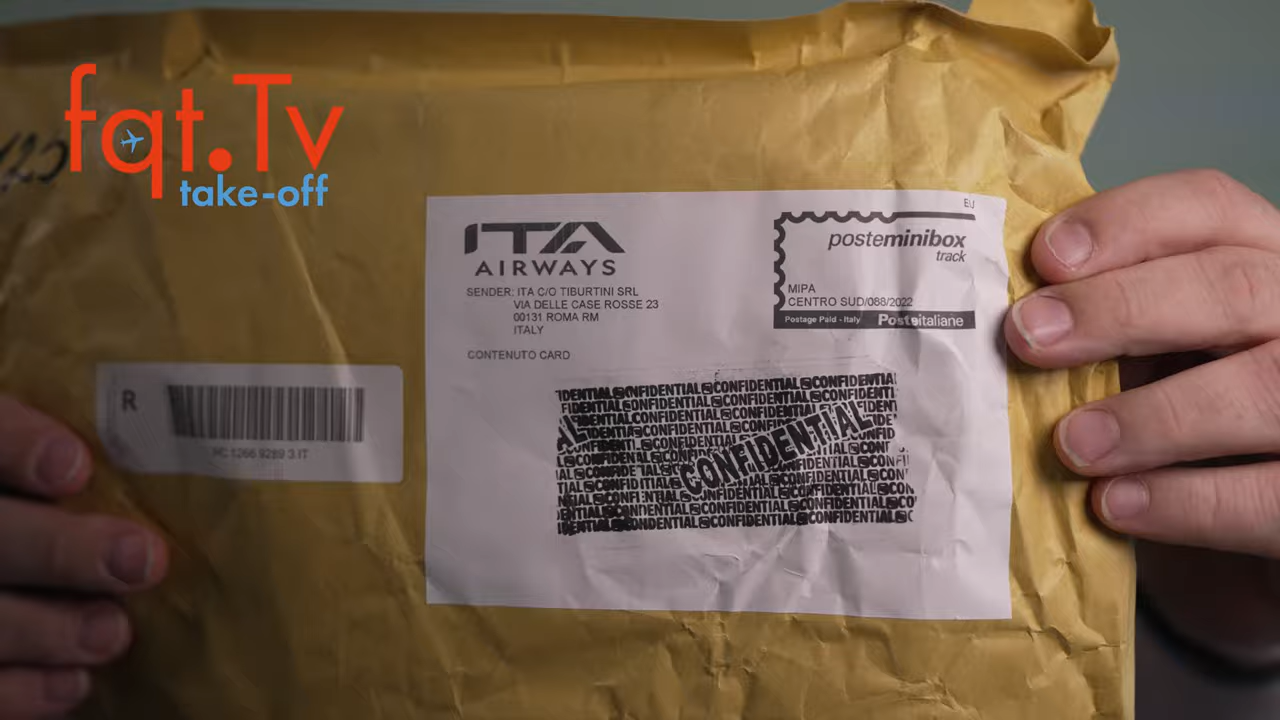 fqt.Tv
take-off
EU
ITA
AIRWAYS
SENDER: ITA C/O TIBURTINI SRL
VIA DELLE CASE ROSSE 23
00131 ROMA RM
ITALY
CONTENUTO CARD
posteminibox
track
MIPA
CENTRO SUD/088/2022
Postage Paid - Italy Posteitaliane
R
CONFIDENTIAL